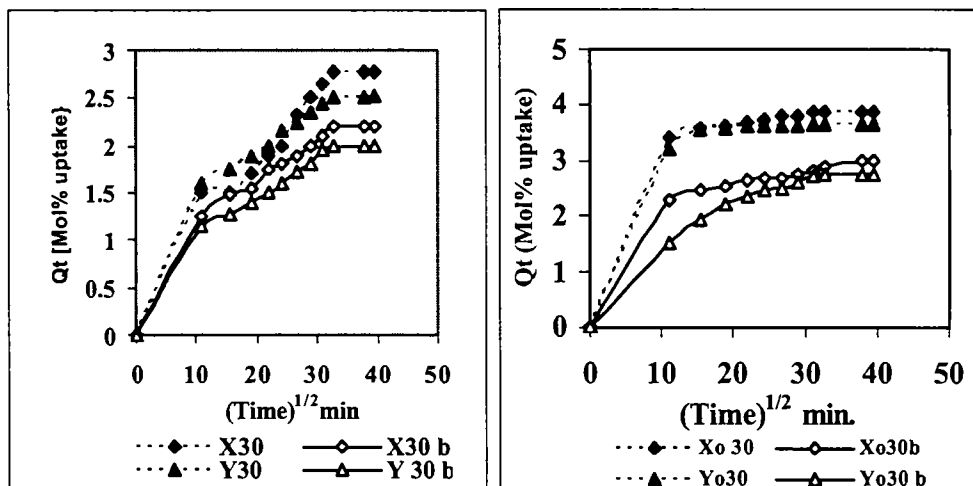 Qt [Mol% uptake}
3
2.5
2
1.5
1
0.5
0
0 10 20 30 40 50
(Time)1/2 min
X30 X30 b
Y30 Y 30 b
Qt (Mol% uptake)
5
4
3
2
1
0
0 10 20 30 40 50
(Time)1/2 min.
Xo 30 Xo30b
Yo30 Yo30 b